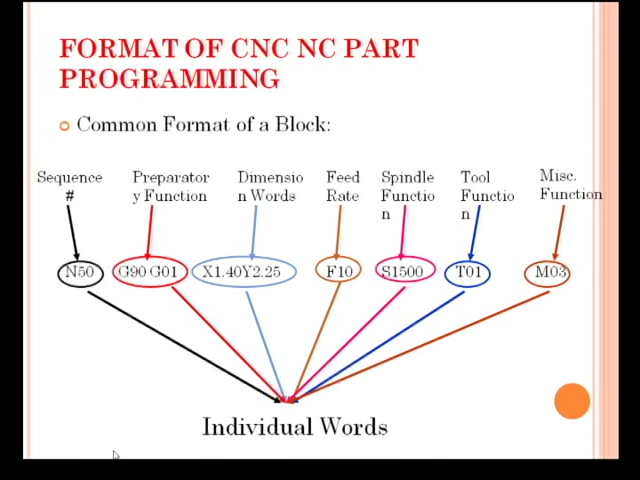 FORMAT OF CNC NC PART
PROGRAMMING
Common Format of a Block:
Sequence
#
Preparator
y Function
Dimensio
n Words
Feed
Rate
Spindle
Functio
n
Tool
Functio
n
Misc.
Function
N50
G90 G01
X1.40Y2.25
F10
S1500
T01
M03
Individual Words